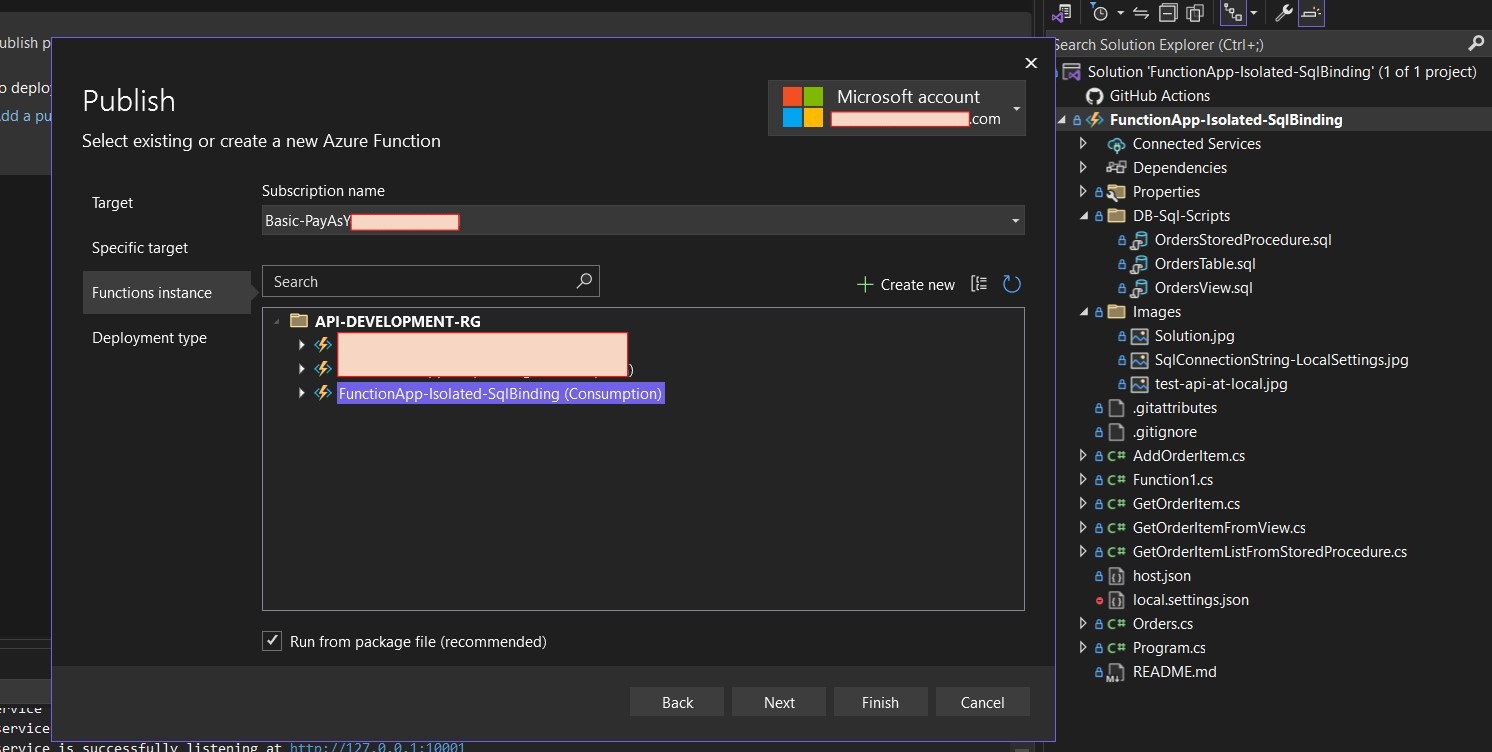 ublish p
o deplo
dd a pu
Publish
Select existing or create a new Azure Function
Microsoft account
.com
Target
Specific target
Functions instance
Deployment type
Subscription name
Basic-PayAsY
Search
Create new
API-DEVELOPMENT-RG
)
FunctionApp-Isolated-SqlBinding (Consumption)
Run from package file (recommended)
Back
Next
Finish
Cancel
ervice
service
service is successfully listening at http://127.0.0.1:10001
Search Solution Explorer (Ctrl+;)
Solution 'FunctionApp-Isolated-SqlBinding' (1 of 1 project)
GitHub Actions
FunctionApp-Isolated-SqlBinding
Connected Services
Dependencies
Properties
DB-Sql-Scripts
OrdersStoredProcedure.sql
OrdersTable.sql
OrdersView.sql
Images
Solution.jpg
SqlConnectionString-LocalSettings.jpg
test-api-at-local.jpg
.gitattributes
.gitignore
C# AddOrderItem.cs
C# Function1.cs
C# GetOrderItem.cs
C# GetOrderItemFromView.cs
C# GetOrderItemListFromStoredProcedure.cs
host.json
local.settings.json
C# Orders.cs
C# Program.cs
README.md